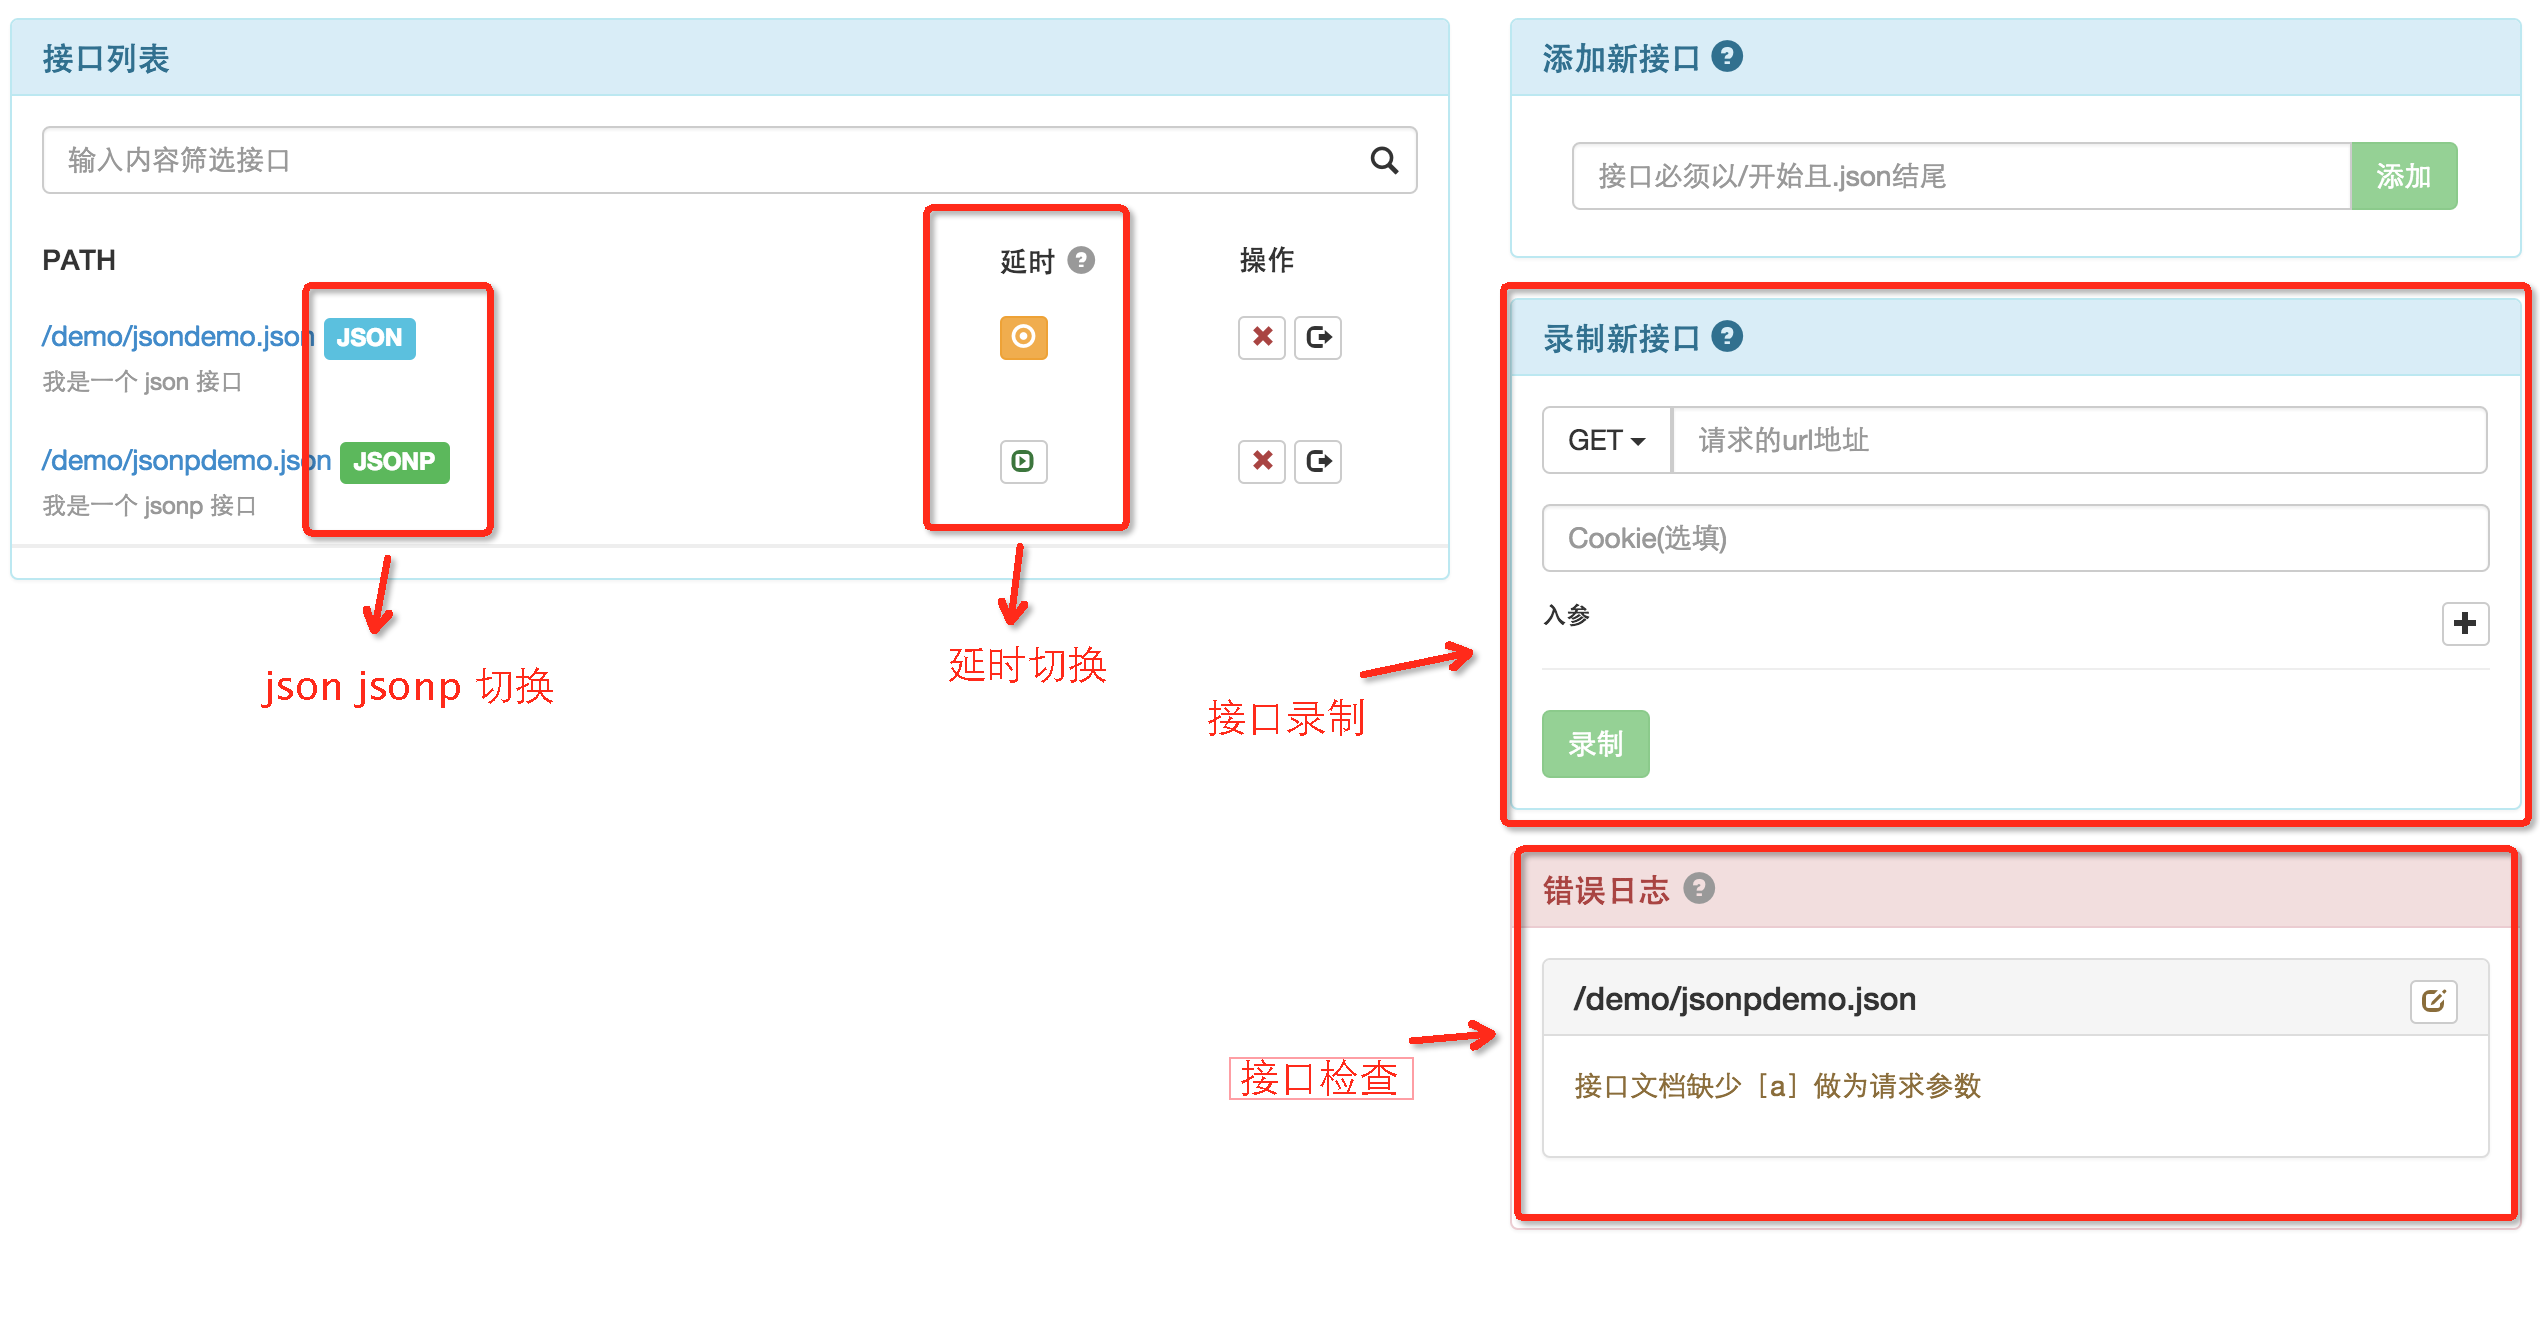 接口列表
输入内容筛选接口
PATH
延时
操作
/demo/jsondemo.json JSON
我是一个 json 接口
/demo/jsonpdemo.json JSONP
我是一个 jsonp 接口
json jsonp 切换
延时切换
添加新接口
接口必须以/开始且.json结尾
添加
接口录制
录制新接口
GET
请求的url地址
Cookie(选填)
入参
录制
接口检查
错误日志
/demo/jsonpdemo.json
接口文档缺少［a］做为请求参数